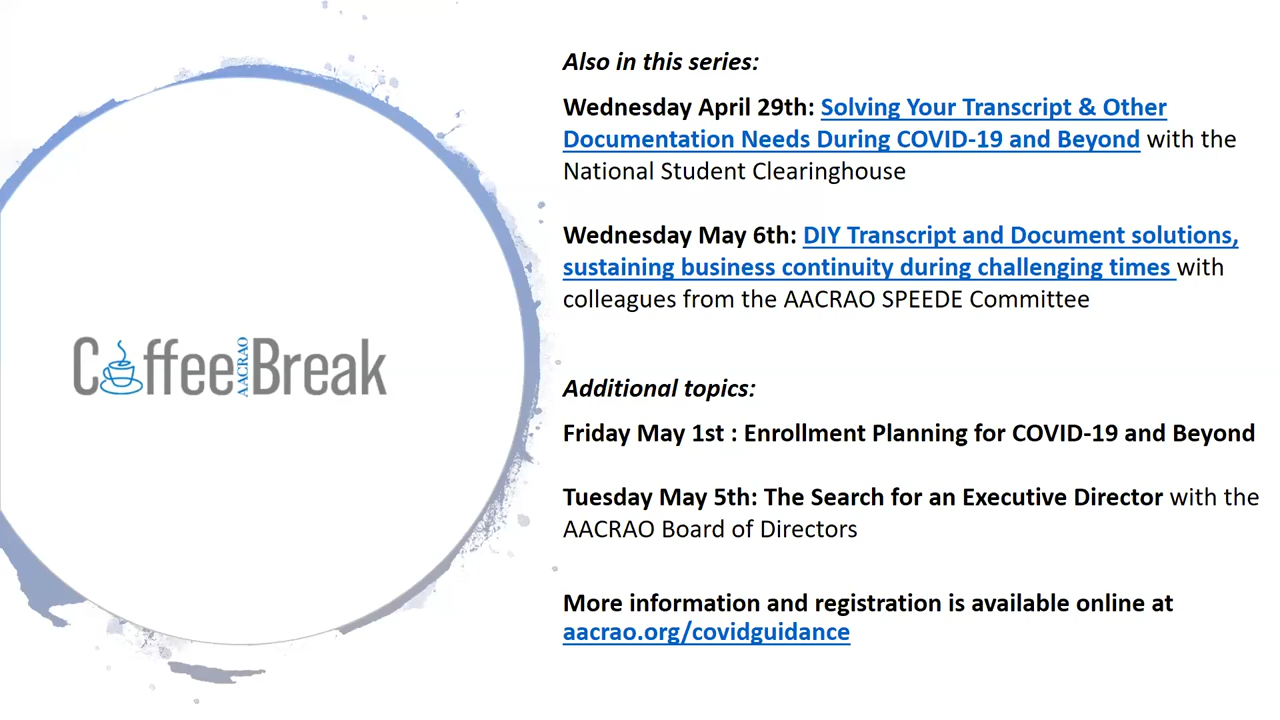 Coffee AACRAO Break
Also in this series:
Wednesday April 29th: Solving Your Transcript & Other
Documentation Needs During COVID-19 and Beyond with the
National Student Clearinghouse
Wednesday May 6th: DIY Transcript and Document solutions,
sustaining business continuity during challenging times with
colleagues from the AACRAO SPEEDE Committee
Additional topics:
Friday May 1st : Enrollment Planning for COVID-19 and Beyond
Tuesday May 5th: The Search for an Executive Director with the
AACRAO Board of Directors
More information and registration is available online at
aacrao.org/covidguidance